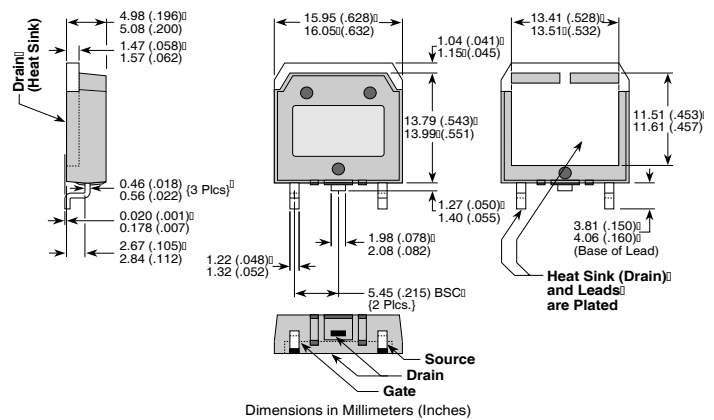 4.98 (.196)▯
5.08 (.200)
1.47 (.058)▯
1.57 (.062)
Drain▯
(Heat Sink)
15.95 (.628)▯
16.05▯(.632)
1.04 (.041)▯
1.15▯(.045)
13.41 (.528)▯
13.51▯(.532)
13.79 (.543)▯
13.99▯(.551)
11.51 (.453)▯
11.61 (.457)
0.46 (.018)▯
0.56 (.022) {3 Plcs}
0.020 (.001)▯
0.178 (.007)
2.67 (.105)▯
2.84 (.112)
1.27 (.050)▯
1.40 (.055)
1.98 (.078)▯
2.08 (.082)
1.22 (.048)▯
1.32 (.052)
3.81 (.150)▯
4.06 (.160)▯
(Base of Lead)
5.45 (.215) BSC▯
{2 Plcs.}
Heat Sink (Drain)▯
and Leads▯
are Plated
Source
Drain
Gate
Dimensions in Millimeters (Inches)